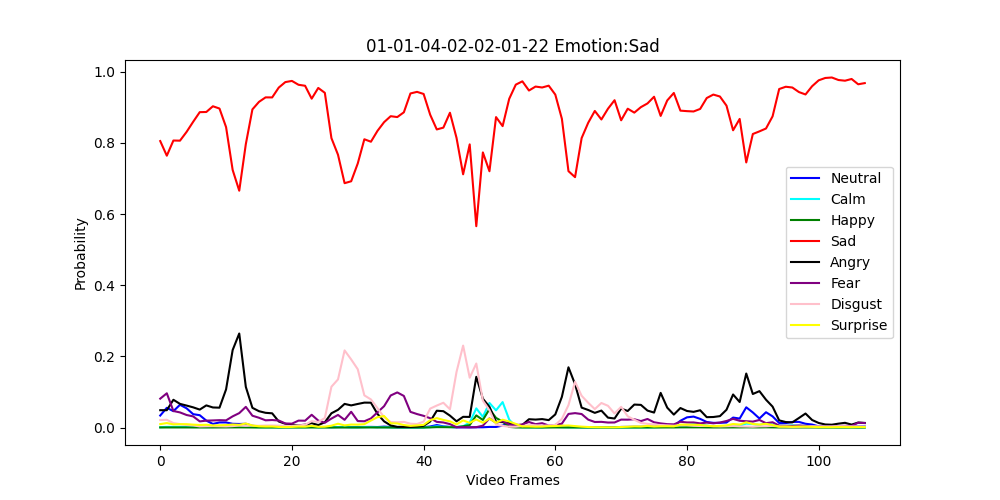 01-01-04-02-02-01-22 Emotion:Sad
1.0
0.8
0.6
0.4
0.2
0.0
Probability
0 20 40 60 80 100
Video Frames
Neutral
Calm
Happy
Sad
Angry
Fear
Disgust
Surprise